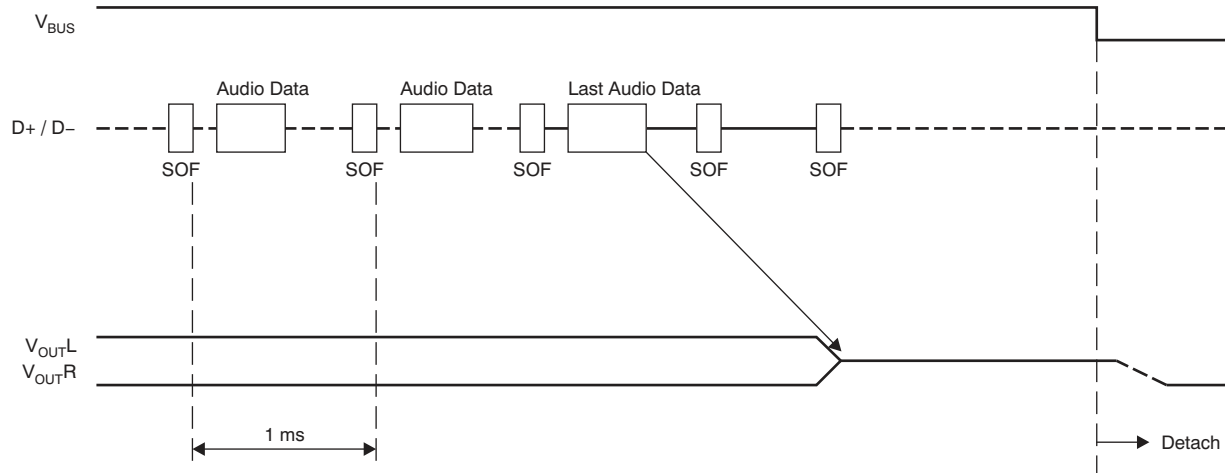 VBUS
Audio Data
Audio Data
Last Audio Data
D+ / D−
SOF
SOF
SOF
SOF
SOF
VOUTL
VOUTR
1 ms
Detach